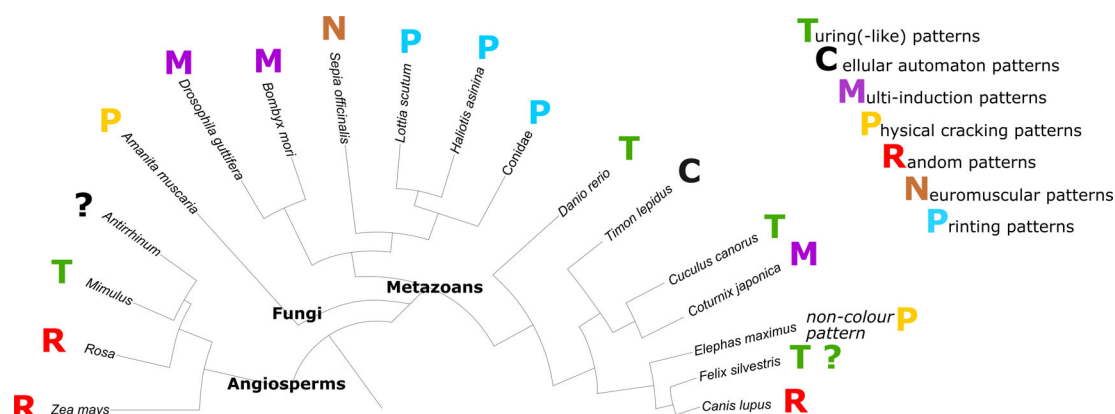 N
P
P
P
M
M
P
?
T
R
R
T
C
T
M
P
T ?
R
Sepia officinalis
Lottia scutum
Haliotis asinina
Conidae
Drosophila guttifera
Bombyx mori
Amanita muscaria
Antirrhinum
Mimulus
Rosa
Zea mays
Danio rerio
Timon lepidus
Cuculus canorus
Coturnix japonica
Elephas maximus
non-colour
pattern
Felix silvestris
Canis lupus
Metazoans
Fungi
Angiosperms
Turing(-like) patterns
Cellular automaton patterns
Multi-induction patterns
Physical cracking patterns
Random patterns
Neuromuscular patterns
Printing patterns